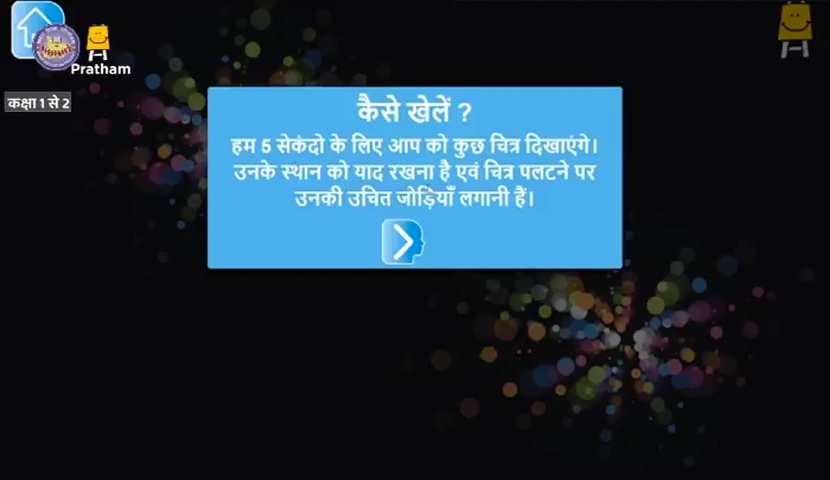 Pratham
कक्षा 1 से 2
कैसे खेलें ?
हम 5 सेकंदो के लिए आप को कुछ चित्र दिखाएंगे।
उनके स्थान को याद रखना है एवं चित्र पलटने पर
उनकी उचित जोड़ियाँ लगानी हैं।